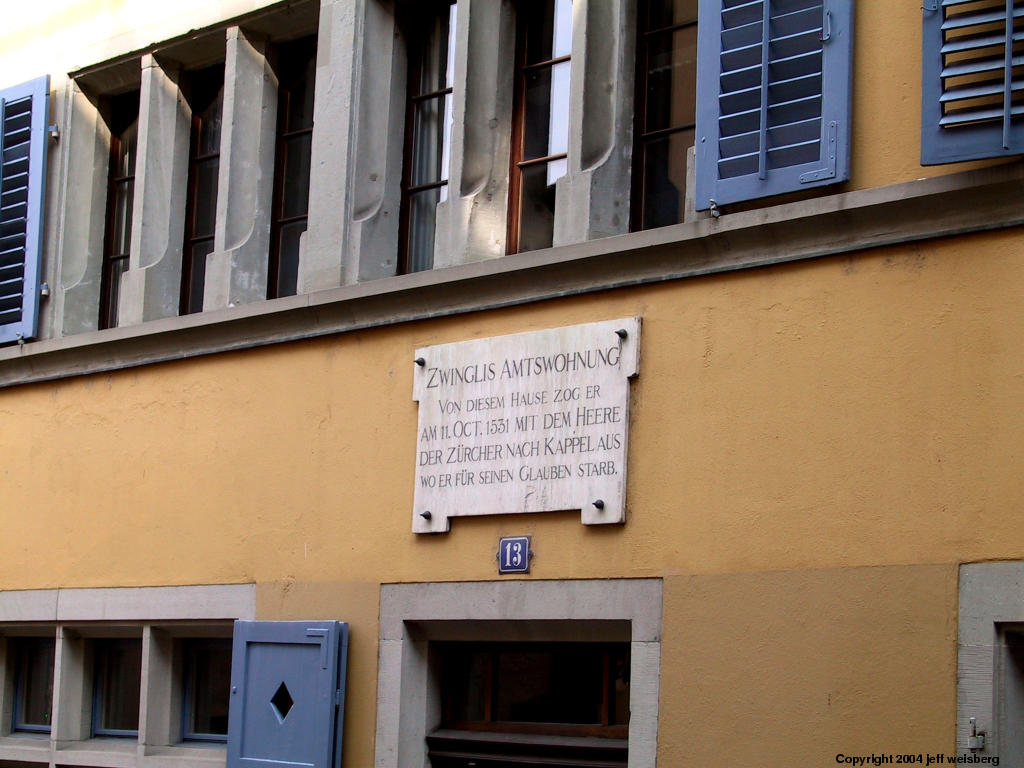 ZWINGLIS AMTSWOHNUNG
VON DIESEM HAUSE ZOG ER
AM 11. OCT. 1531 MIT DEM HEERE
DER ZÜRCHER NACH KAPPEL AUS
WO ER FÜR SEINEN GLAUBEN STARB.
13
Copyright 2004 jeff weisberg